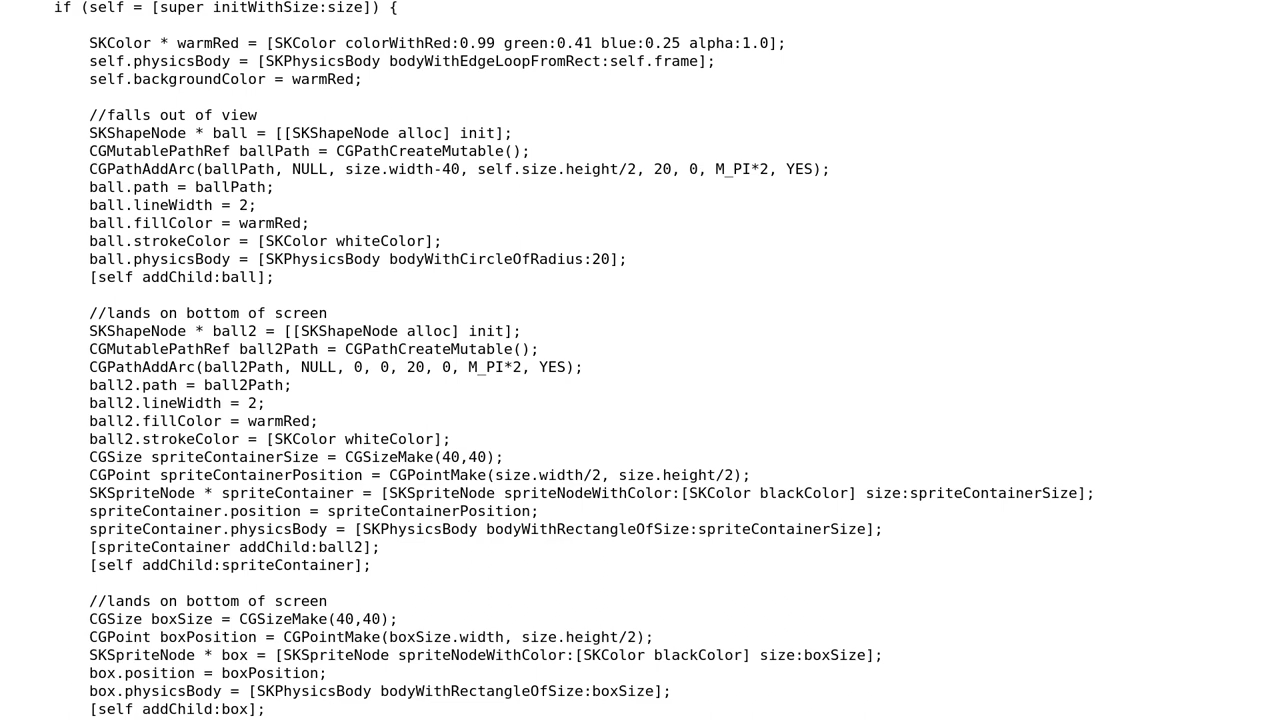 if (self = [super initWithSize:size]) {
SKColor * warmRed = [SKColor colorWithRed:0.99 green:0.41 blue:0.25 alpha:1.0];
self.physicsBody = [SKPhysicsBody bodyWithEdgeLoopFromRect:self.frame];
self.backgroundColor = warmRed;
//falls out of view
SKShapeNode * ball = [[SKShapeNode alloc] init];
CGMutablePathRef ballPath = CGPathCreateMutable();
CGPathAddArc(ballPath, NULL, size.width-40, self.size.height/2, 20, 0, M_PI*2, YES);
ball.path = ballPath;
ball.lineWidth = 2;
ball.fillColor = warmRed;
ball.strokeColor = [SKColor whiteColor];
ball.physicsBody = [SKPhysicsBody bodyWithCircleOfRadius:20];
[self addChild:ball];
//lands on bottom of screen
SKShapeNode * ball2 = [[SKShapeNode alloc] init];
CGMutablePathRef ball2Path = CGPathCreateMutable();
CGPathAddArc(ball2Path, NULL, 0, 0, 20, 0, M_PI*2, YES);
ball2.path = ball2Path;
ball2.lineWidth = 2;
ball2.fillColor = warmRed;
ball2.strokeColor = [SKColor whiteColor];
CGSize spriteContainerSize = CGSizeMake(40,40);
CGPoint spriteContainerPosition = CGPointMake(size.width/2, size.height/2);
SKSpriteNode * spriteContainer = [SKSpriteNode spriteNodeWithColor:[SKColor blackColor] size:spriteContainerSize];
spriteContainer.position = spriteContainerPosition;
spriteContainer.physicsBody = [SKPhysicsBody bodyWithRectangleOfSize:spriteContainerSize];
[spriteContainer addChild:ball2];
[self addChild:spriteContainer];
//lands on bottom of screen
CGSize boxSize = CGSizeMake(40,40);
CGPoint boxPosition = CGPointMake(boxSize.width, size.height/2);
SKSpriteNode * box = [SKSpriteNode spriteNodeWithColor:[SKColor blackColor] size:boxSize];
box.position = boxPosition;
box.physicsBody = [SKPhysicsBody bodyWithRectangleOfSize:boxSize];
[self addChild:box];